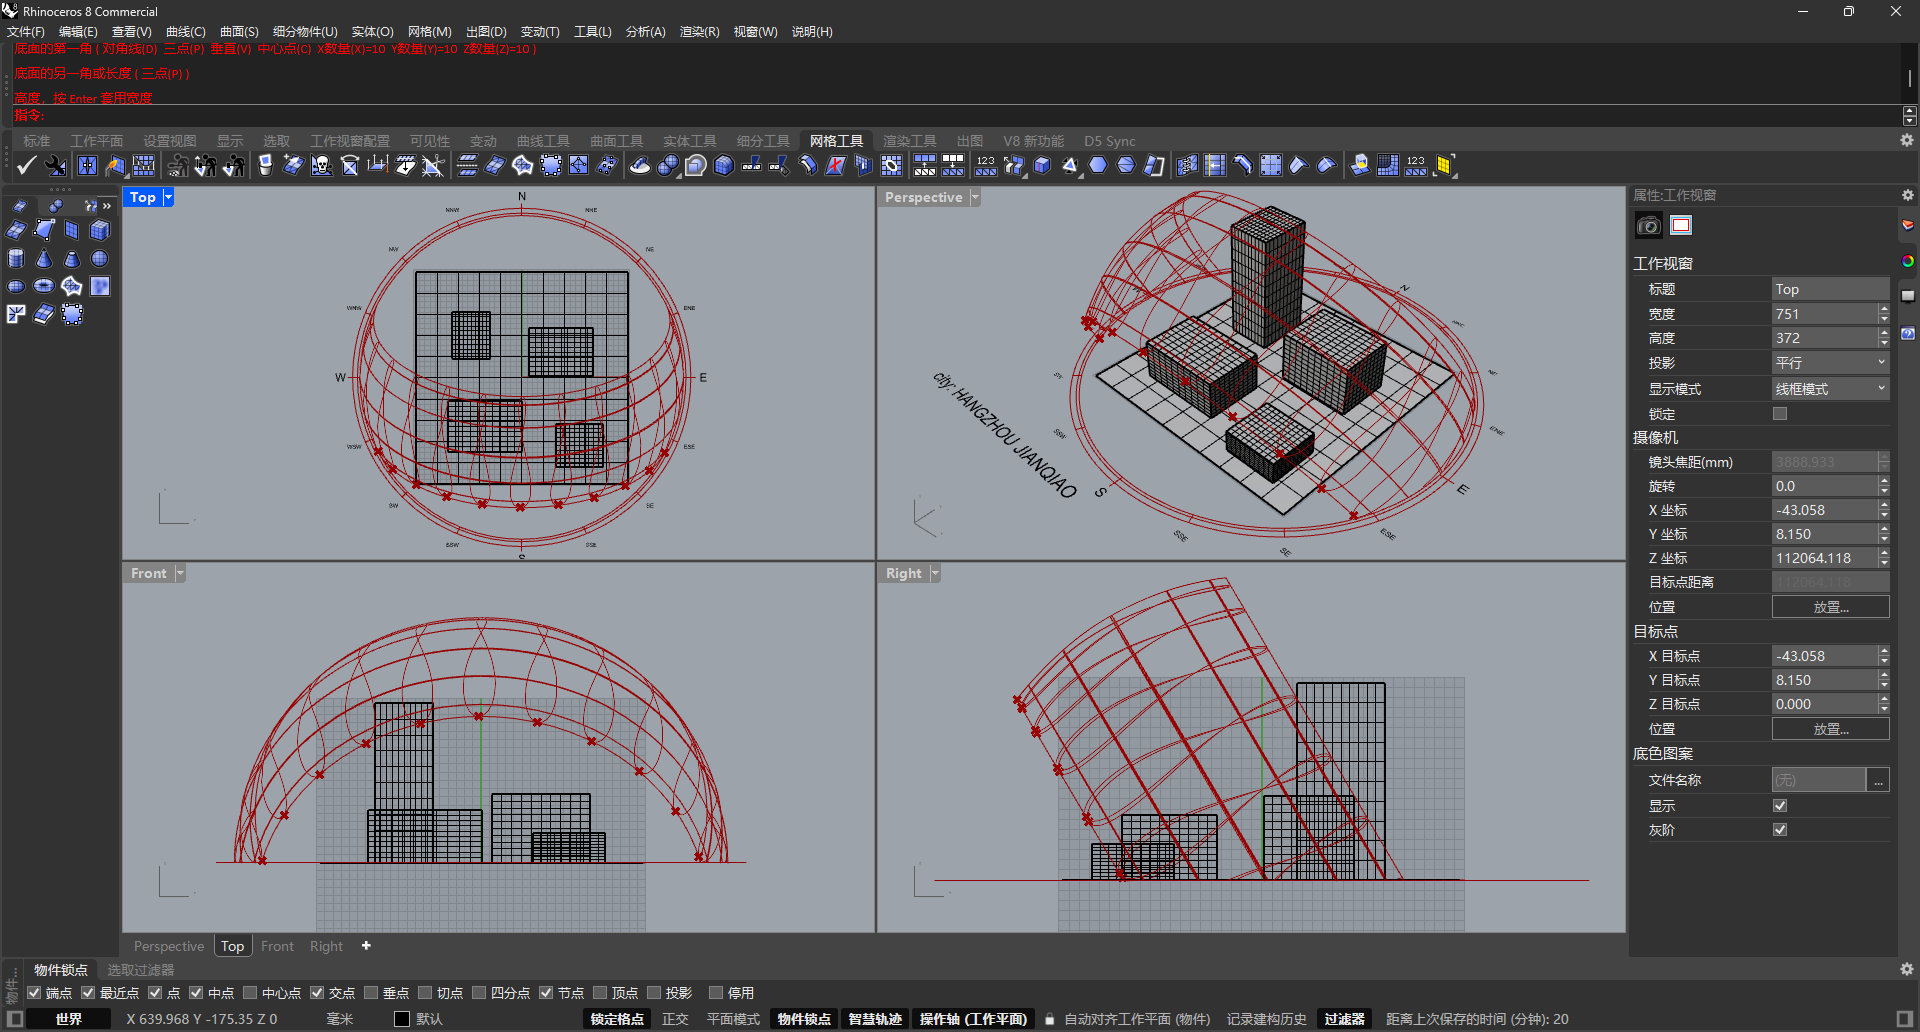 Rhinoceros 8 Commercial
文件(F) 编辑(E) 查看(V) 曲线(C) 曲面(S) 细分物件(U) 实体(O) 网格(M) 出图(D) 变动(T) 工具(L) 分析(A) 渲染(R) 视窗(W) 说明(H)
底面的第一角 ( 对角线(D) 三点(P) 垂直(V) 中心点(C) X数量(X)=10 Y数量(Y)=10 Z数量(Z)=10 )
底面的另一角或长度 ( 三点(P) )
高度，按 Enter 套用宽度
指令:
标准 工作平面 设置视图 显示 选取 工作视窗配置 可见性 变动 曲线工具 曲面工具 实体工具 细分工具 网格工具 渲染工具 出图 V8 新功能 D5 Sync
123 123
Top
N
NNW NNE
NW NE
WNW ENE
W E
WSW ESE
SW SE
SSW SSE
S
Perspective
N
NNE
NE
ENE
E
ESE
SE
SSE
S
SSW
SW
city: HANGZHOU JIANQIAO
Front
Right
Perspective Top Front Right
属性:工作视窗
工作视窗
标题 Top
宽度 751
高度 372
投影 平行
显示模式 线框模式
锁定
摄像机
镜头焦距(mm) 3888.933
旋转 0.0
X 坐标 -43.058
Y 坐标 8.150
Z 坐标 112064.118
目标点距离 112064.118
位置 放置...
目标点
X 目标点 -43.058
Y 目标点 8.150
Z 目标点 0.000
位置 放置...
底色图案
文件名称 (无) ...
显示
灰阶
物件锁点 选取过滤器
物件
端点 最近点 点 中点 中心点 交点 垂点 切点 四分点 节点 顶点 投影 停用
世界 X 639.968 Y -175.35 Z 0 毫米 默认 锁定格点 正交 平面模式 物件锁点 智慧轨迹 操作轴 (工作平面) 自动对齐工作平面 (物件) 记录建构历史 过滤器 距离上次保存的时间 (分钟): 20